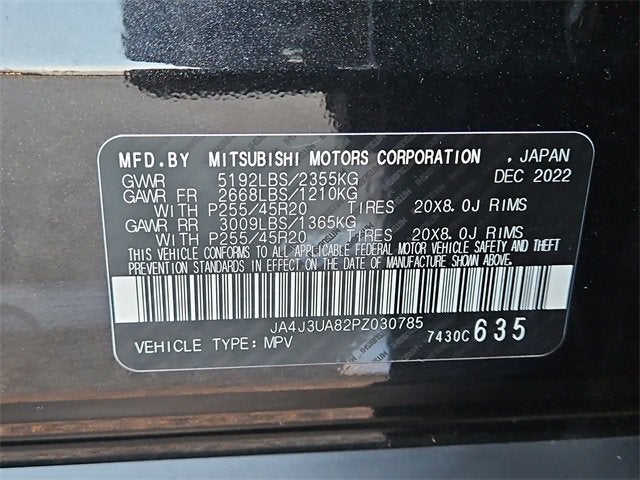 MFD.BY MITSUBISHI MOTORS CORPORATION , JAPAN
GVWR 5192LBS/2355KG DEC 2022
GAWR FR 2668LBS/1210KG
WITH P255/45R20 TIRES 20X8.0J RIMS
GAWR RR 3009LBS/1365KG
WITH P255/45R20 TIRES 20X8.0J RIMS
THIS VEHICLE CONFORMS TO ALL APPLICABLE FEDERAL MOTOR VEHICLE SAFETY AND THEFT
PREVENTION STANDARDS IN EFFECT ON THE DATE OF MANUFACTURE SHOWN ABOVE.
JA4J3UA82PZ030785
VEHICLE TYPE: MPV 7430C 635